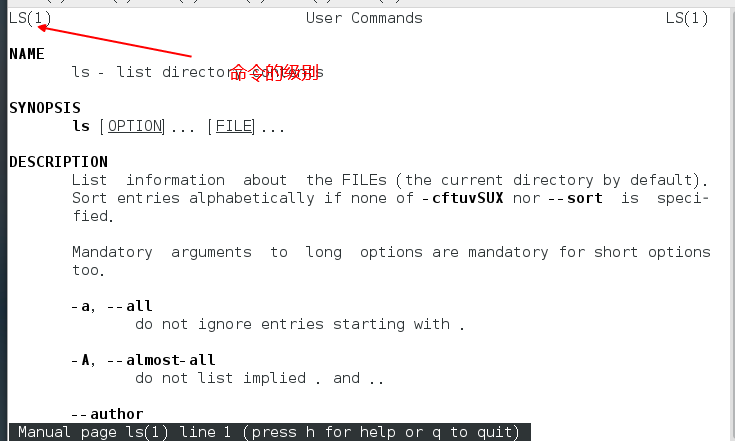 LS(1) User Commands LS(1)
NAME
ls - list directory contents
命令的级别
SYNOPSIS
ls [OPTION]... [FILE]...
DESCRIPTION
List information about the FILEs (the current directory by default).
Sort entries alphabetically if none of -cftuvSUX nor --sort is speci-
fied.
Mandatory arguments to long options are mandatory for short options
too.
-a, --all
do not ignore entries starting with .
-A, --almost-all
do not list implied . and ..
--author
Manual page ls(1) line 1 (press h for help or q to quit)